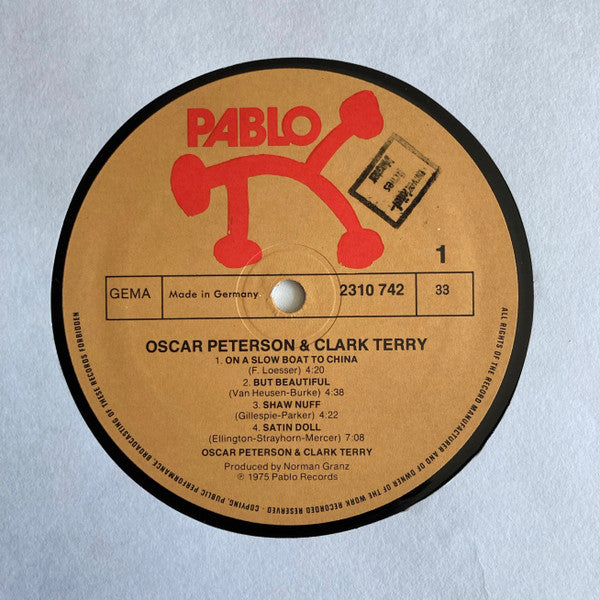 PABLO
1
GEMA
Made in Germany
2310 742
33
OSCAR PETERSON & CLARK TERRY
1. ON A SLOW BOAT TO CHINA
(F. Loesser) 4:20
2. BUT BEAUTIFUL
(Van Heusen-Burke) 4:38
3. SHAW NUFF
(Gillespie-Parker) 4:22
4. SATIN DOLL
(Ellington-Strayhorn-Mercer) 7:08
OSCAR PETERSON & CLARK TERRY
Produced by Norman Granz
℗ 1975 Pablo Records
ALL RIGHTS OF THE RECORD MANUFACTURER AND OF OWNER OF THE WORK RECORDED RESERVED · COPYING, PUBLIC PERFORMANCE, BROADCASTING OF THESE RECORDS FORBIDDEN